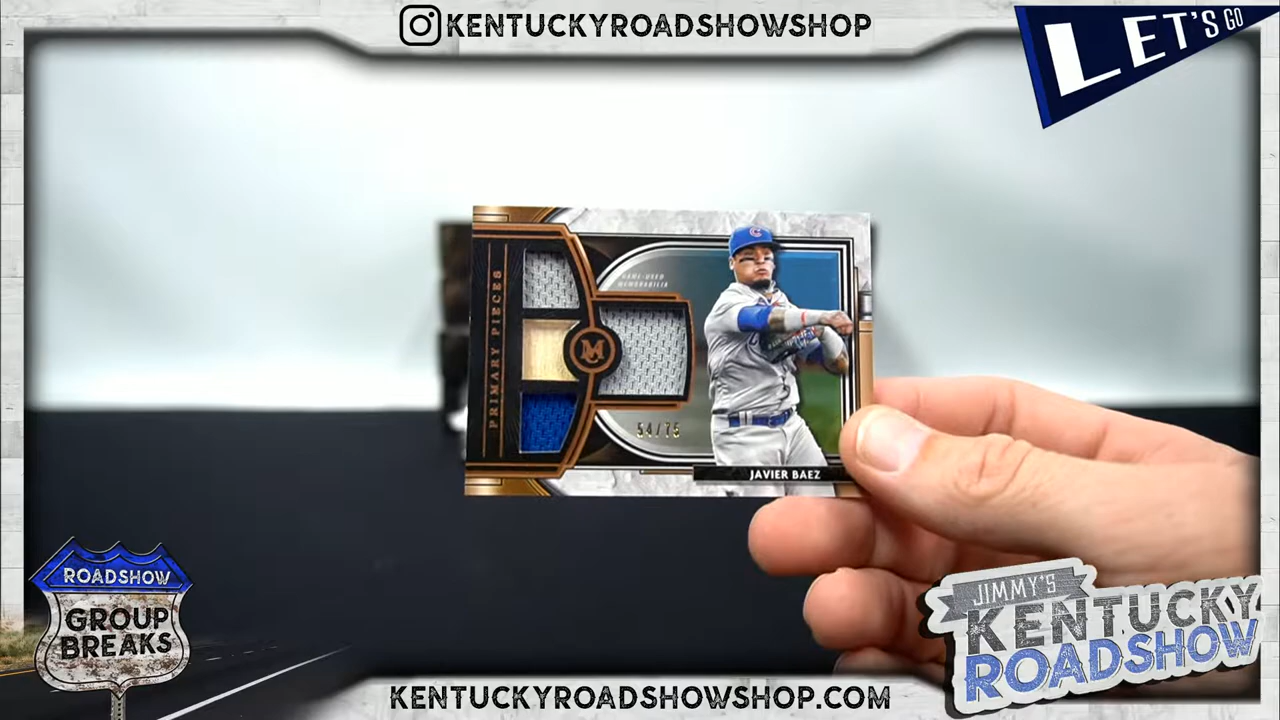 KENTUCKYROADSHOWSHOP
LET'S GO
PRIMARY PIECES
GAME-USED
MEMORABILIA
M
C
54/75
JAVIER BAEZ
ROADSHOW
GROUP
BREAKS
JIMMY'S
KENTUCKY
ROADSHOW
KENTUCKYROADSHOWSHOP.COM